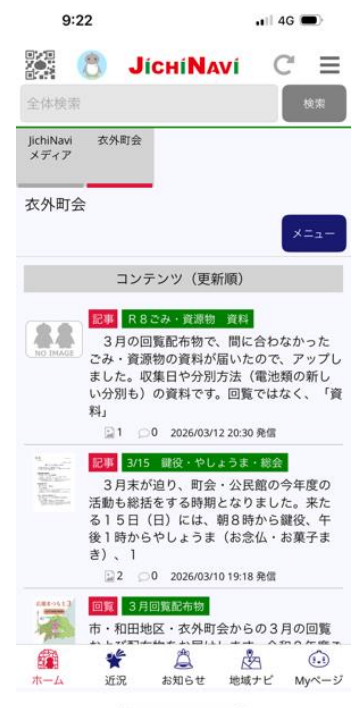 9:22
4G
JíCHíNAVí
全体検索
検索
JichiNavi
メディア
衣外町会
衣外町会
メニュー
コンテンツ（更新順）
NO IMAGE
記事 R８ごみ・資源物 資料
３月の回覧配布物で、間に合わなかった
ごみ・資源物の資料が届いたので、アップし
ました。収集日や分別方法（電池類の新し
い分別も）の資料です。回覧ではなく、「資
料」
1 0 2026/03/12 20:30 発信
記事 3/15 鍵役・やしょうま・総会
３月末が迫り、町会・公民館の今年度の
活動も総括をする時期となりました。来た
る１５日（日）には、朝８時から鍵役、午
後１時からやしょうま（お念仏・お菓子ま
き）、１
2 0 2026/03/10 19:18 発信
回覧 ３月回覧配布物
市・和田地区・衣外町会からの３月の回覧
ホーム
近況
お知らせ
地域ナビ
Myページ